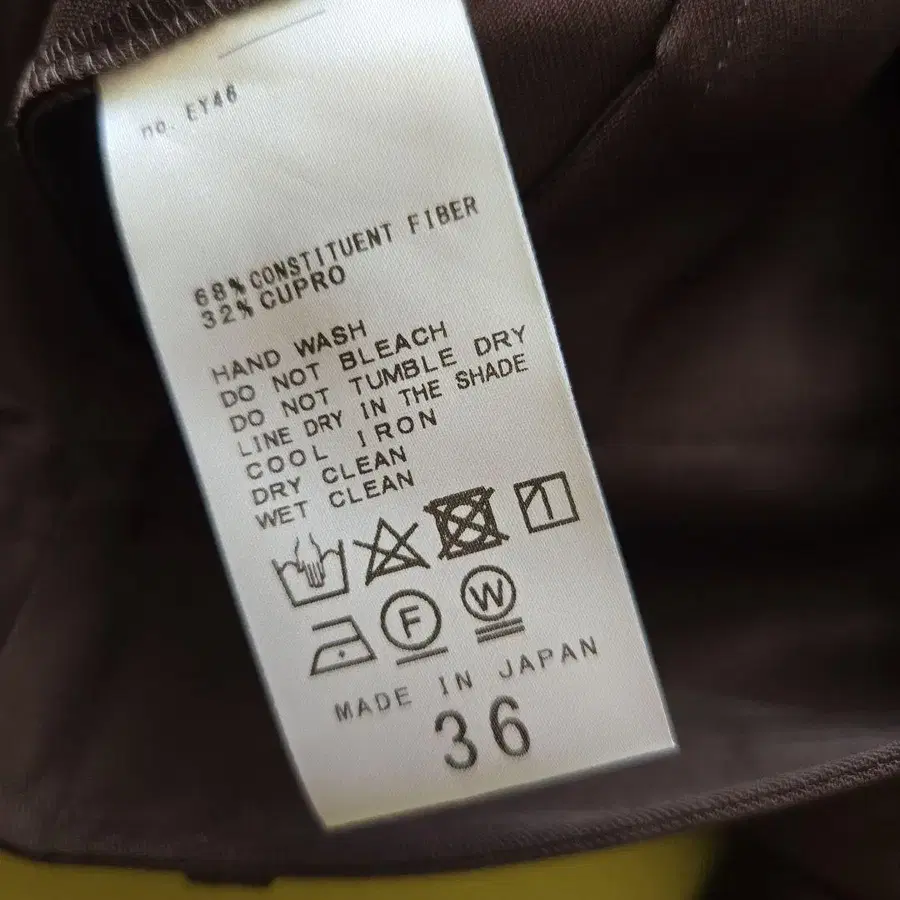 no. EY46
68% CONSTITUENT FIBER
32% CUPRO
HAND WASH
DO NOT BLEACH
DO NOT TUMBLE DRY
LINE DRY IN THE SHADE
COOL IRON
DRY CLEAN
WET CLEAN
F W
MADE IN JAPAN
36